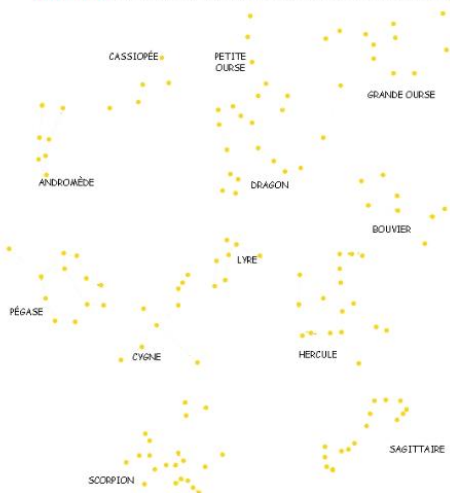 CASSIOPÉE
PETITE
OURSE
GRANDE OURSE
ANDROMÈDE
DRAGON
BOUVIER
LYRE
PÉGASE
CYGNE
HERCULE
SAGITTAIRE
SCORPION